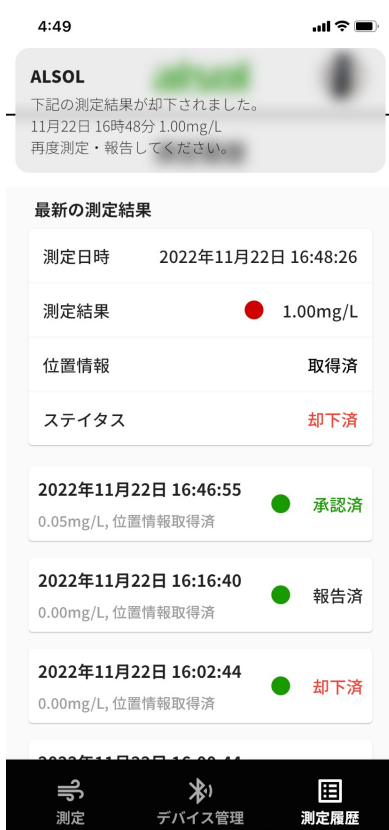 4:49
ALSOL
下記の測定結果が却下されました。
11月22日 16時48分 1.00mg/L
再度測定・報告してください。
最新の測定結果
測定日時 2022年11月22日 16:48:26
測定結果 1.00mg/L
位置情報 取得済
ステイタス 却下済
2022年11月22日 16:46:55
0.05mg/L, 位置情報取得済
承認済
2022年11月22日 16:16:40
0.00mg/L, 位置情報取得済
報告済
2022年11月22日 16:02:44
0.00mg/L, 位置情報取得済
却下済
測定 デバイス管理 測定履歴